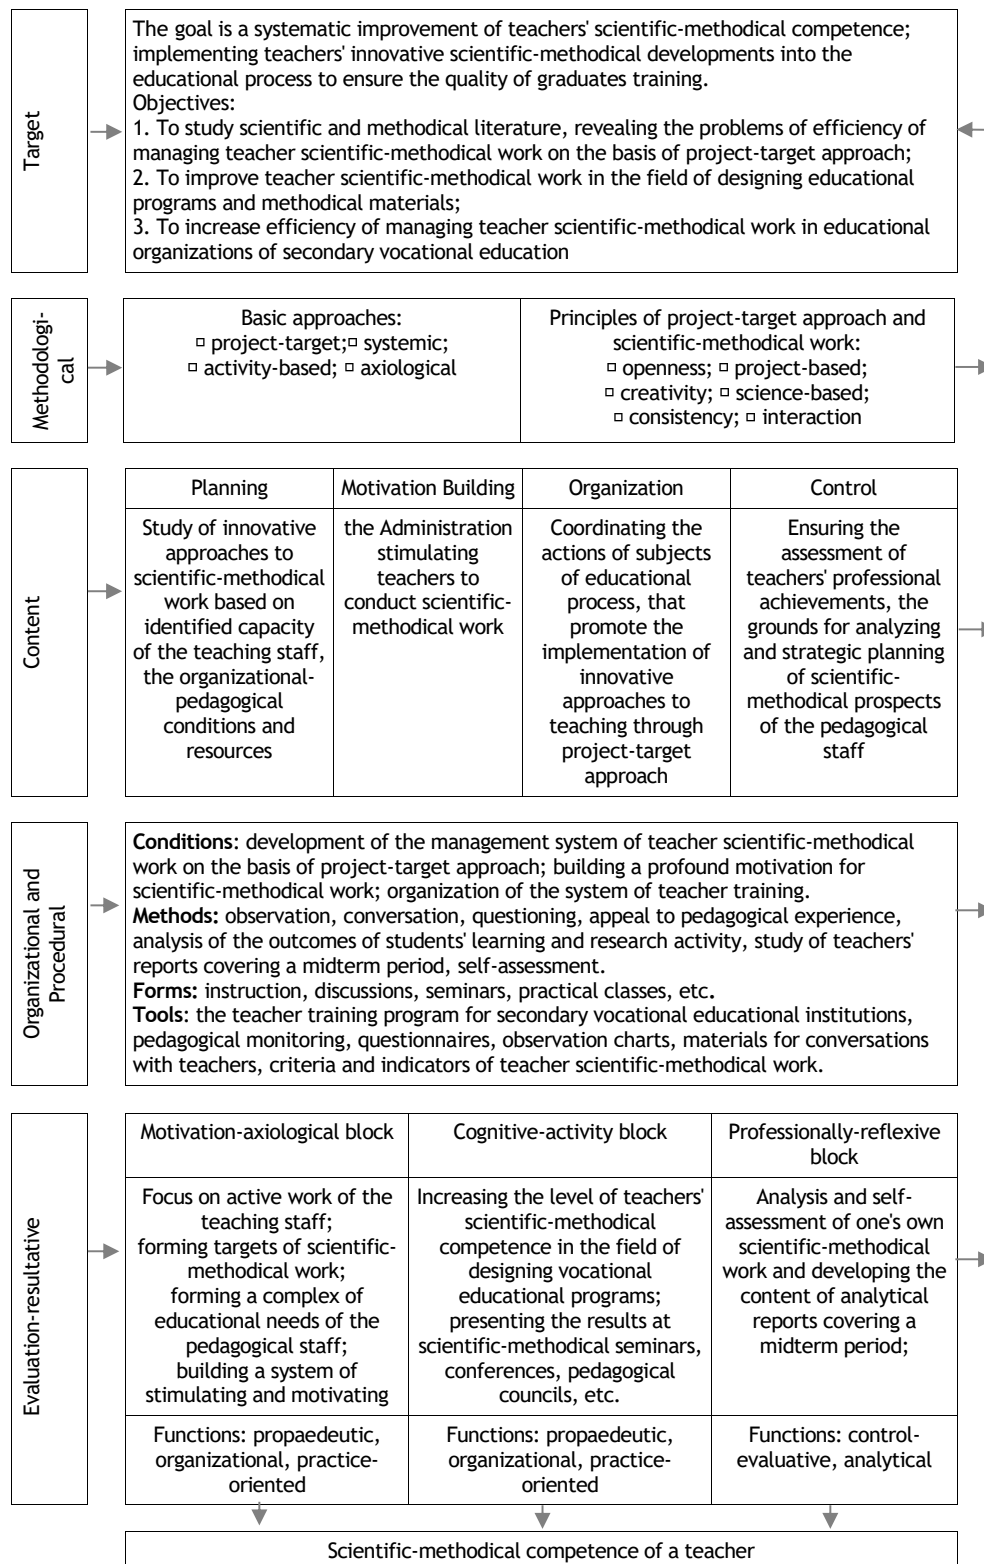 Target
The goal is a systematic improvement of teachers' scientific-methodical competence;
implementing teachers' innovative scientific-methodical developments into the
educational process to ensure the quality of graduates training.
Objectives:
1. To study scientific and methodical literature, revealing the problems of efficiency of
managing teacher scientific-methodical work on the basis of project-target approach;
2. To improve teacher scientific-methodical work in the field of designing educational
programs and methodical materials;
3. To increase efficiency of managing teacher scientific-methodical work in educational
organizations of secondary vocational education
Methodologi-
cal
Basic approaches:
▫ project-target;▫ systemic;
▫ activity-based; ▫ axiological
Principles of project-target approach and
scientific-methodical work:
▫ openness; ▫ project-based;
▫ creativity; ▫ science-based;
▫ consistency; ▫ interaction
Content
Planning
Study of innovative
approaches to
scientific-methodical
work based on
identified capacity
of the teaching staff,
the organizational-
pedagogical
conditions and
resources
Motivation Building
the Administration
stimulating
teachers to
conduct scientific-
methodical work
Organization
Coordinating the
actions of subjects
of educational
process, that
promote the
implementation of
innovative
approaches to
teaching through
project-target
approach
Control
Ensuring the
assessment of
teachers' professional
achievements, the
grounds for analyzing
and strategic planning
of scientific-
methodical prospects
of the pedagogical
staff
Organizational and
Procedural
Conditions: development of the management system of teacher scientific-methodical
work on the basis of project-target approach; building a profound motivation for
scientific-methodical work; organization of the system of teacher training.
Methods: observation, conversation, questioning, appeal to pedagogical experience,
analysis of the outcomes of students' learning and research activity, study of teachers'
reports covering a midterm period, self-assessment.
Forms: instruction, discussions, seminars, practical classes, etc.
Tools: the teacher training program for secondary vocational educational institutions,
pedagogical monitoring, questionnaires, observation charts, materials for conversations
with teachers, criteria and indicators of teacher scientific-methodical work.
Evaluation-resultative
Motivation-axiological block
Focus on active work of the
teaching staff;
forming targets of scientific-
methodical work;
forming a complex of
educational needs of the
pedagogical staff;
building a system of
stimulating and motivating
Functions: propaedeutic,
organizational, practice-
oriented
Cognitive-activity block
Increasing the level of teachers'
scientific-methodical
competence in the field of
designing vocational
educational programs;
presenting the results at
scientific-methodical seminars,
conferences, pedagogical
councils, etc.
Functions: propaedeutic,
organizational, practice-
oriented
Professionally-reflexive
block
Analysis and self-
assessment of one's own
scientific-methodical
work and developing the
content of analytical
reports covering a
midterm period;
Functions: control-
evaluative, analytical
Scientific-methodical competence of a teacher